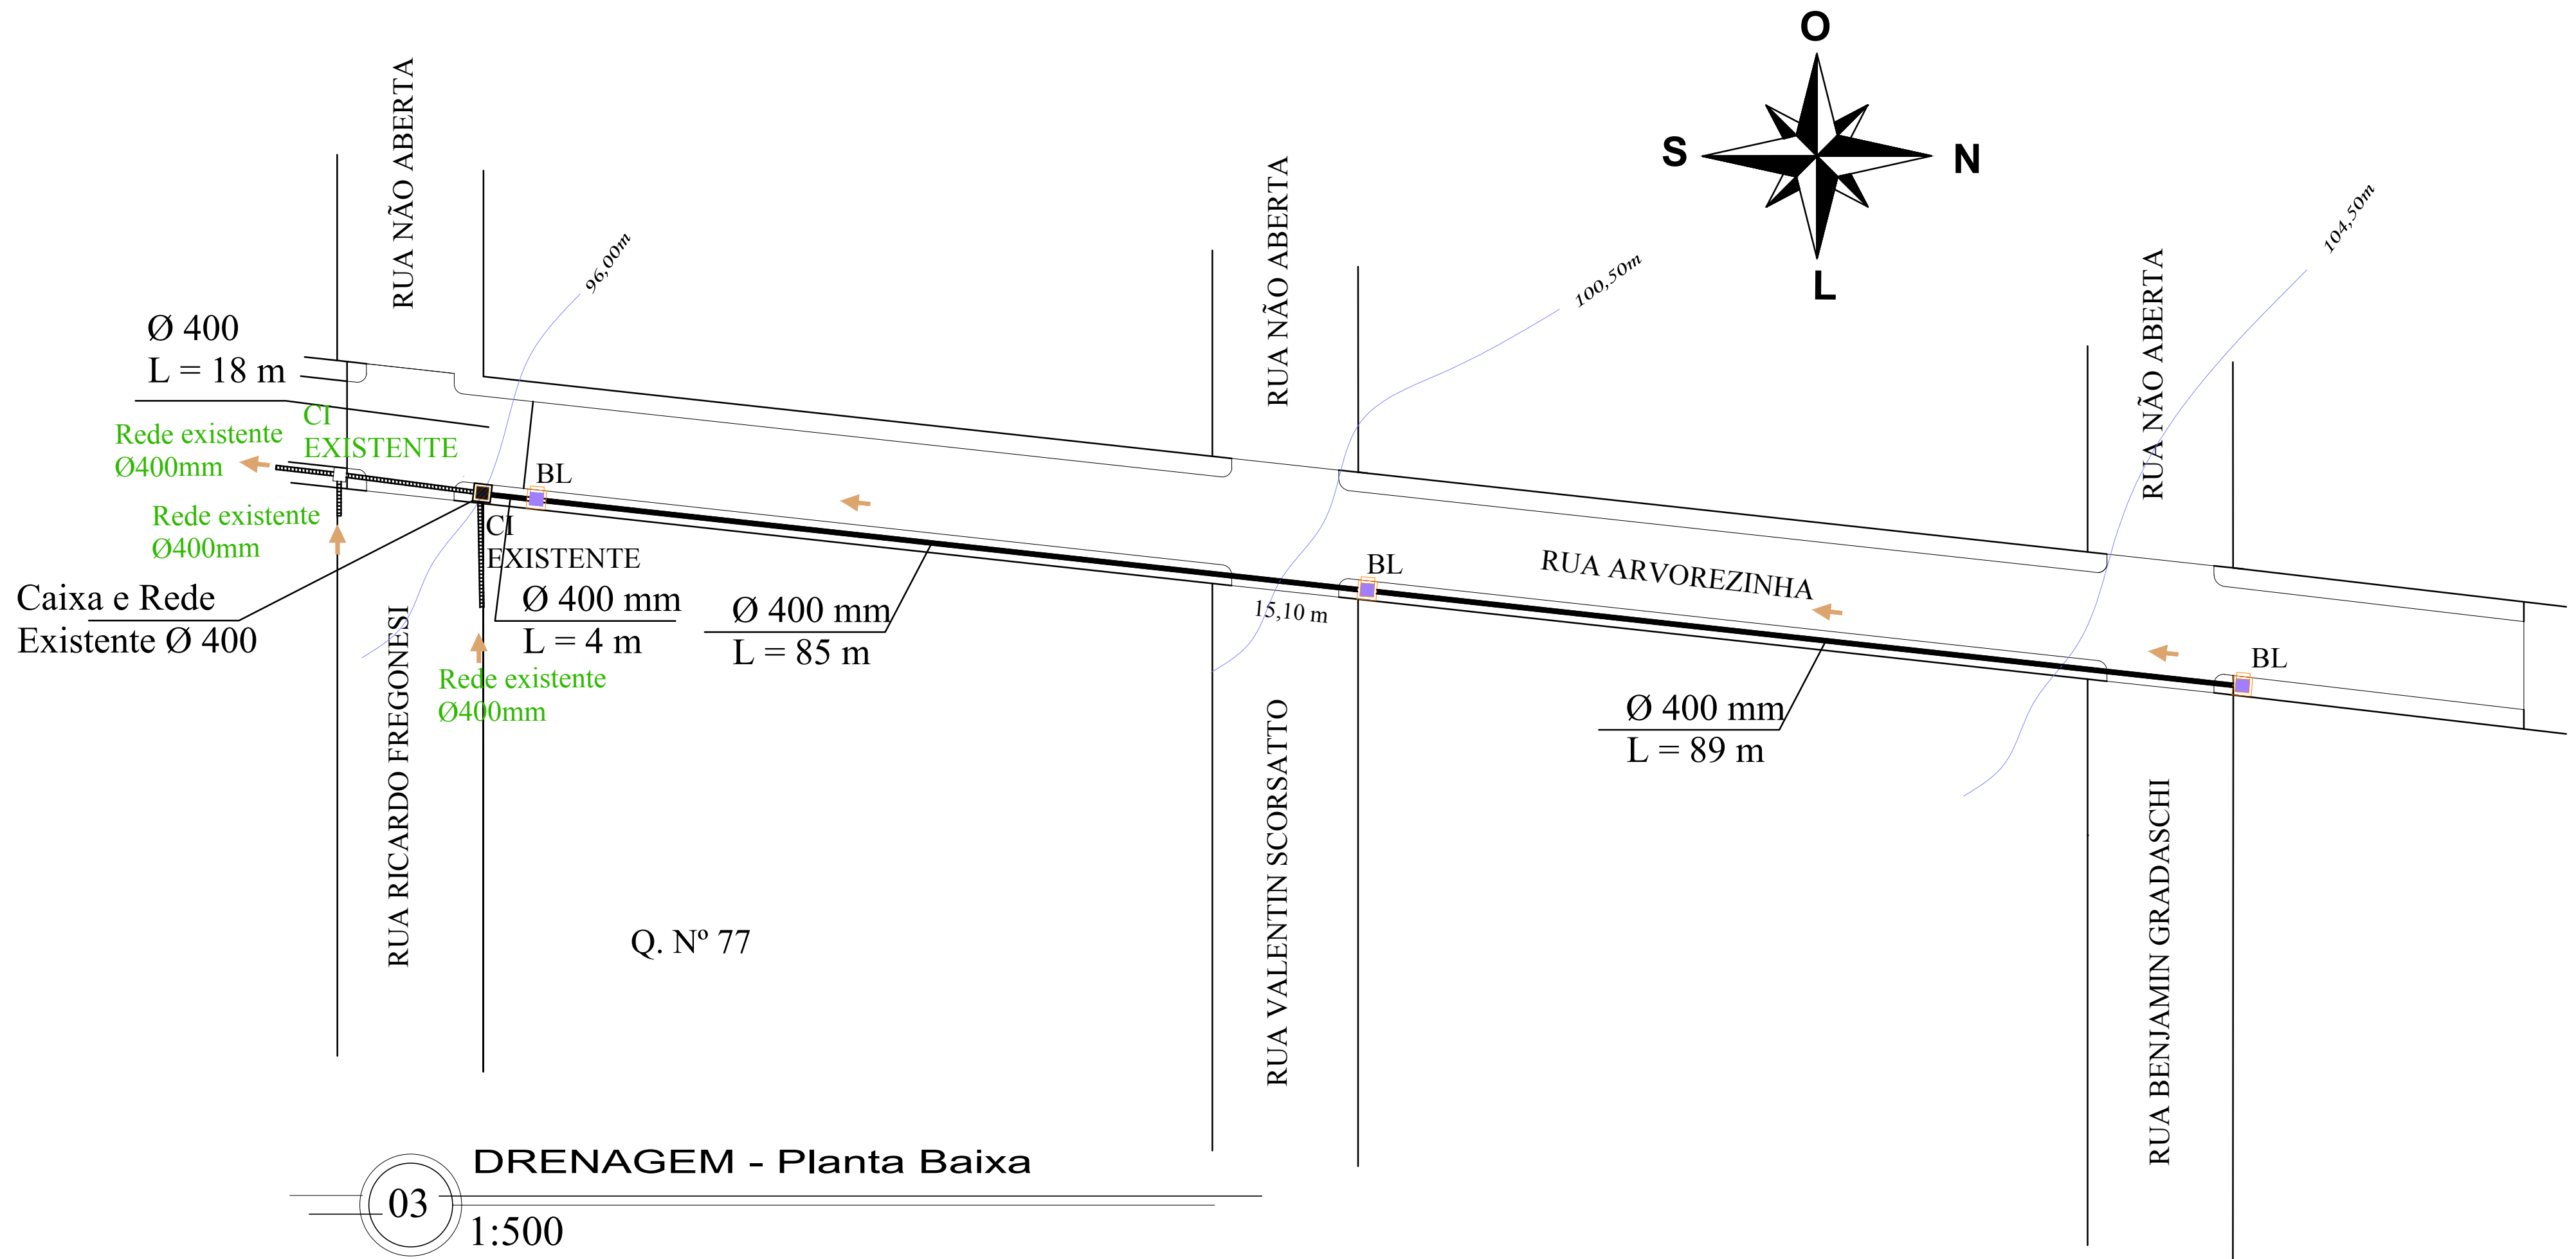 O
S
N
L
RUA NÃO ABERTA
RUA NÃO ABERTA
RUA NÃO ABERTA
96,00m
100,50m
104,50m
Ø 400
L = 18 m
CI
EXISTENTE
Rede existente
Ø400mm
Rede existente
Ø400mm
BL
CI
EXISTENTE
Caixa e Rede
Existente Ø 400
Ø 400 mm
L = 4 m
Ø 400 mm
L = 85 m
Rede existente
Ø400mm
BL
15,10 m
RUA ARVOREZINHA
BL
Ø 400 mm
L = 89 m
RUA RICARDO FREGONESI
RUA VALENTIN SCORSATTO
RUA BENJAMIN GRADASCHI
Q. Nº 77
DRENAGEM - Planta Baixa
03
1:500